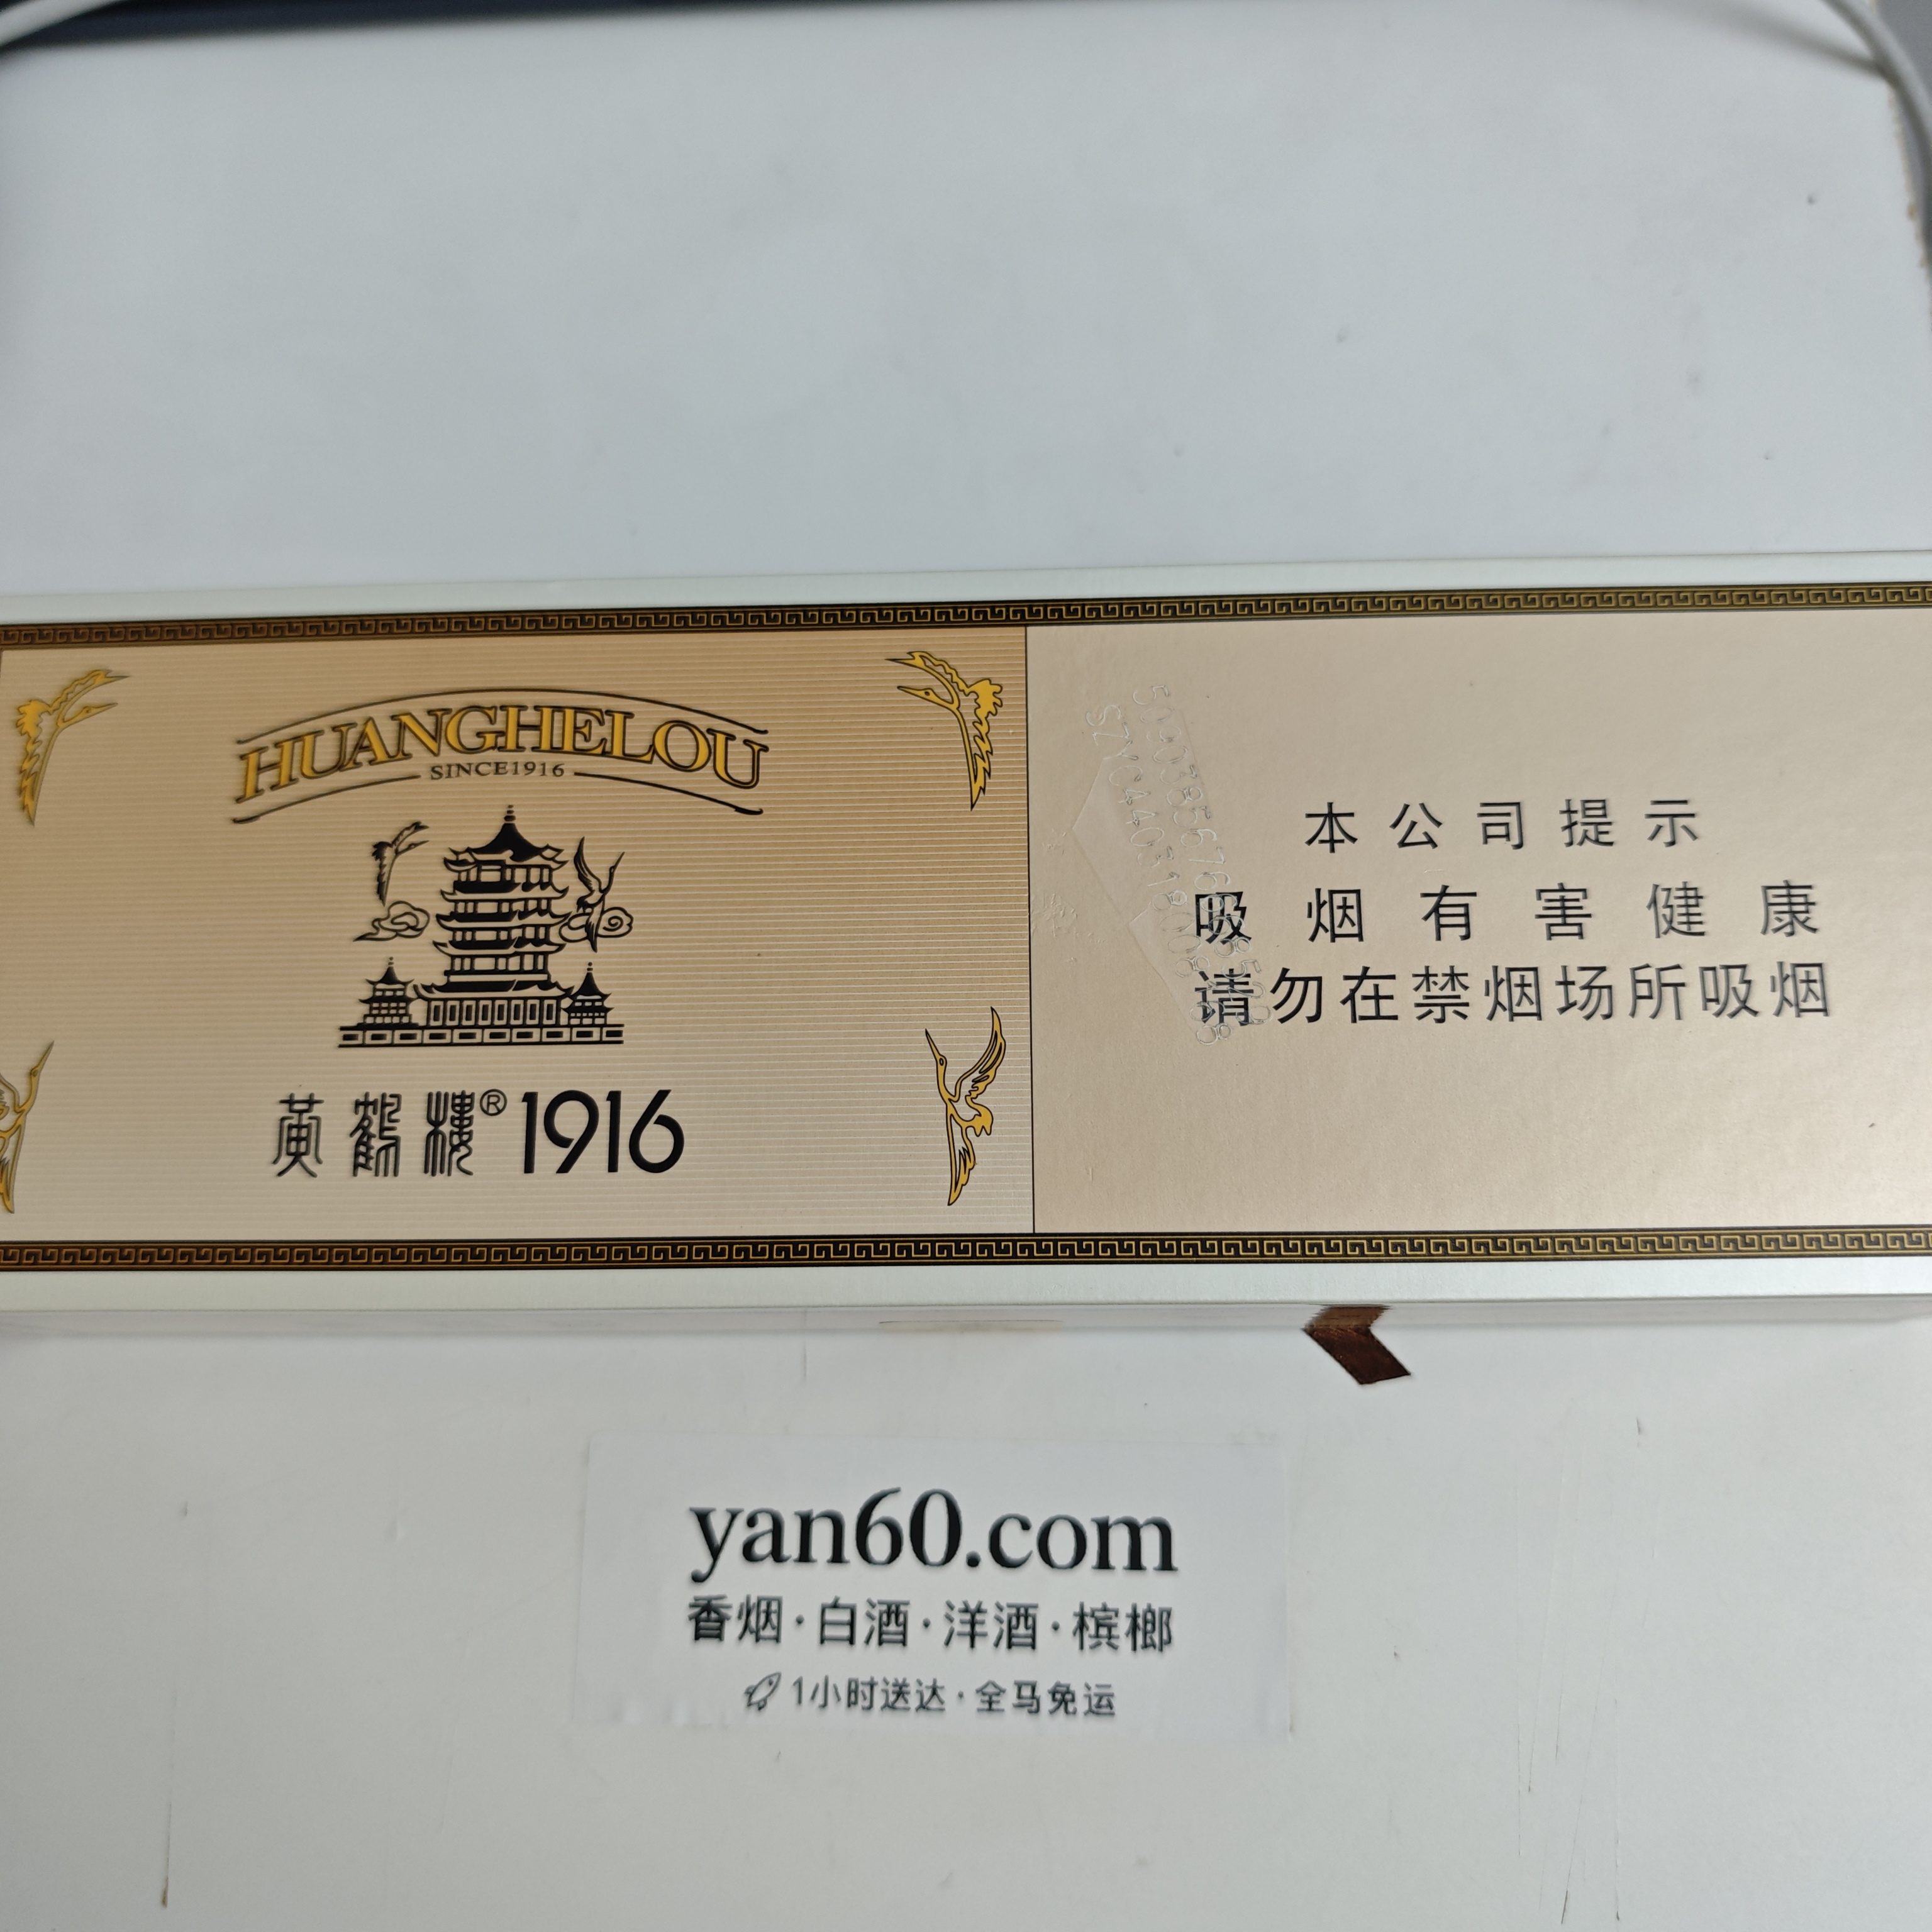 HUANGHELOU
SINCE1916
黄鹤楼®1916
本公司提示
吸烟有害健康
请勿在禁烟场所吸烟
yan60.com
香烟·白酒·洋酒·槟榔
1小时送达·全马免运